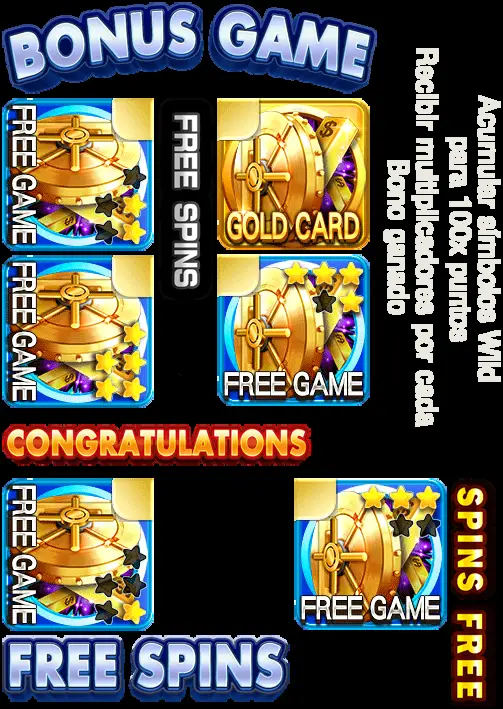 BONUS GAME
FREE GAME
FREE SPINS
GOLD CARD
Acumular símbolos Wild
para 100x puntos
Recibir multiplicadores por cada
Bono ganado
FREE GAME
FREE GAME
CONGRATULATIONS
FREE GAME
FREE GAME
SPINS FREE
FREE SPINS